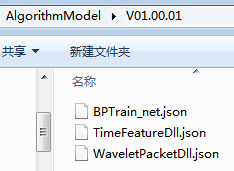 AlgorithmModel ▸ V01.00.01
共享 ▼ 新建文件夹
名称
BPTrain_net.json
TimeFeatureDll.json
WaveletPacketDll.json